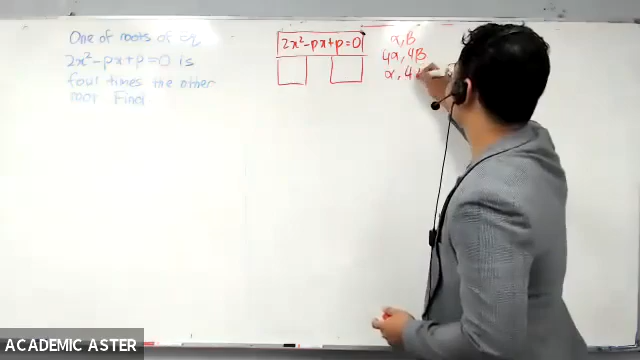 One of roots of eq
2x²-px+p=0 is
four times the other
root. Find
2x²-px+p=0
α, β
4α, 4β
α, 4
ACADEMIC ASTER